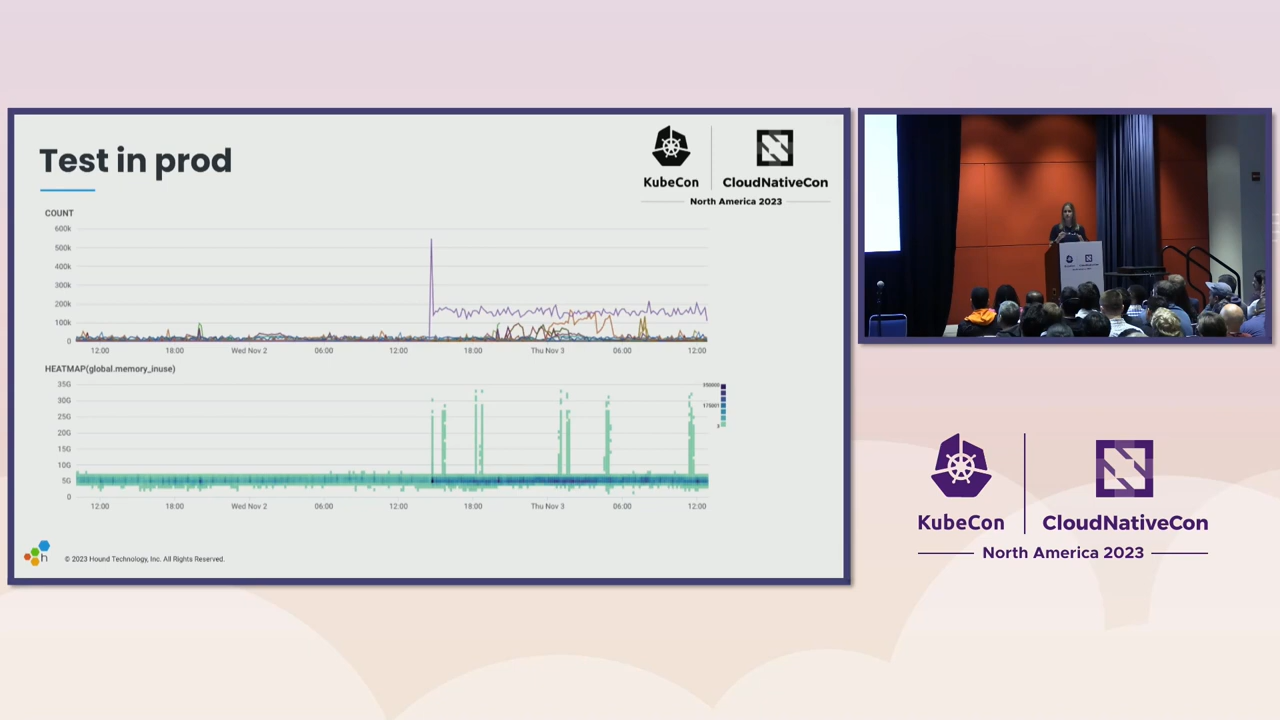 Test in prod
KubeCon
CloudNativeCon
North America 2023
COUNT
600k
500k
400k
300k
200k
100k
0
12:00 18:00 Wed Nov 2 06:00 12:00 18:00 Thu Nov 3 06:00 12:00
HEATMAP(global.memory_inuse)
35G
30G
25G
20G
15G
10G
5G
0
12:00 18:00 Wed Nov 2 06:00 12:00 18:00 Thu Nov 3 06:00 12:00
h © 2023 Hound Technology, Inc. All Rights Reserved.
KubeCon
CloudNativeCon
North America 2023